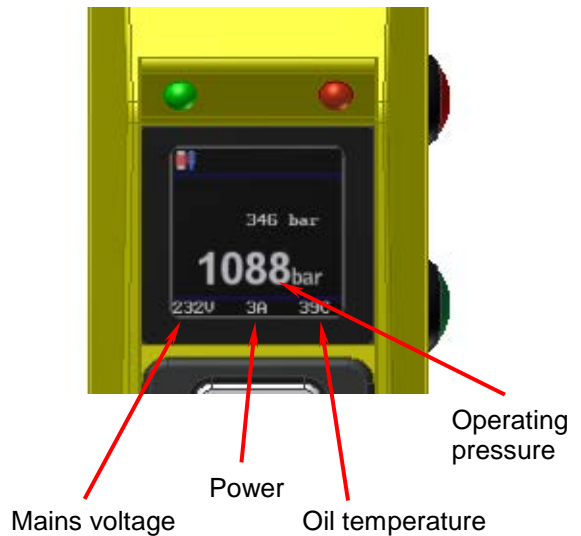 346 bar
1088bar
232V 3A 39C
Operating
pressure
Power
Mains voltage
Oil temperature